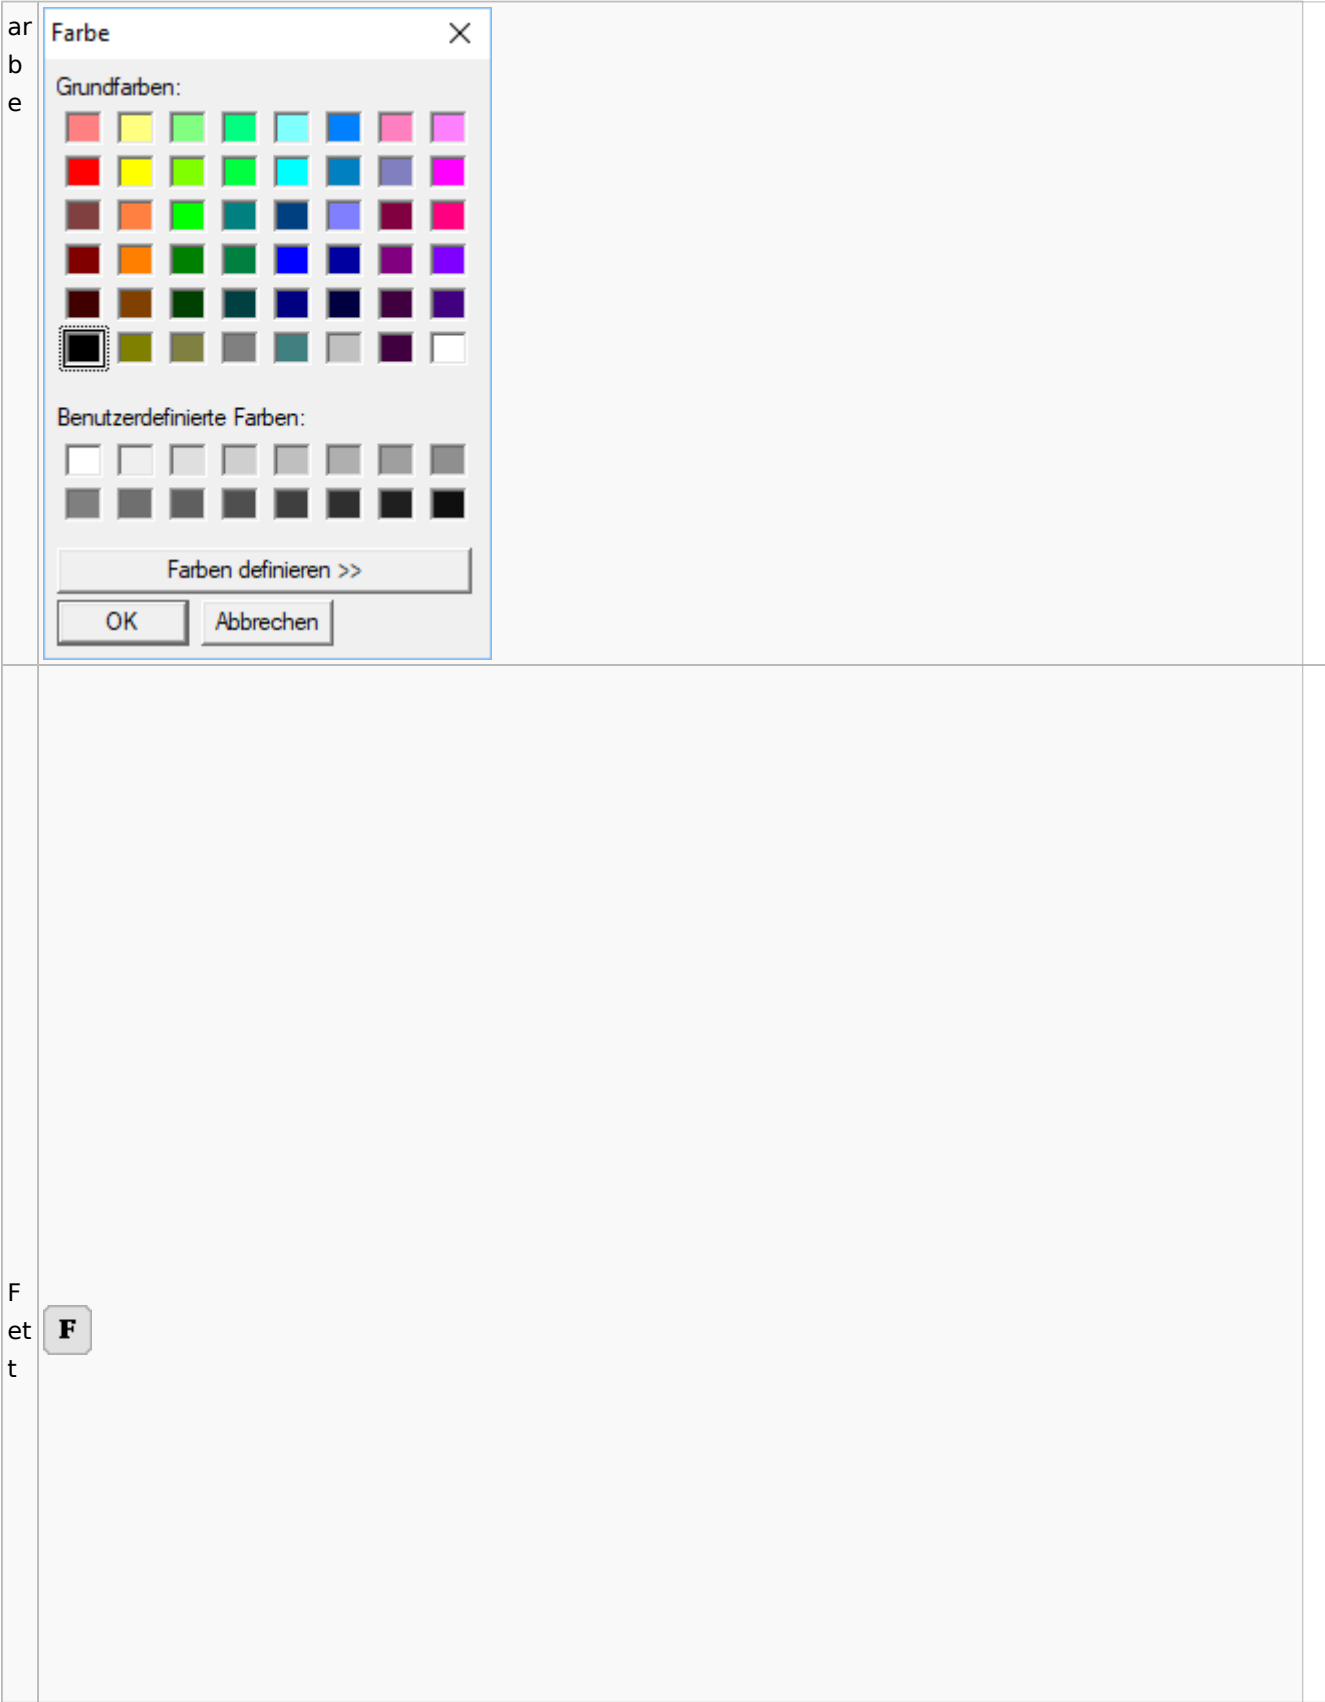 ar
b
e
Farbe
Grundfarben:
Benutzerdefinierte Farben:
Farben definieren >>
OK Abbrechen
F
et
t
F